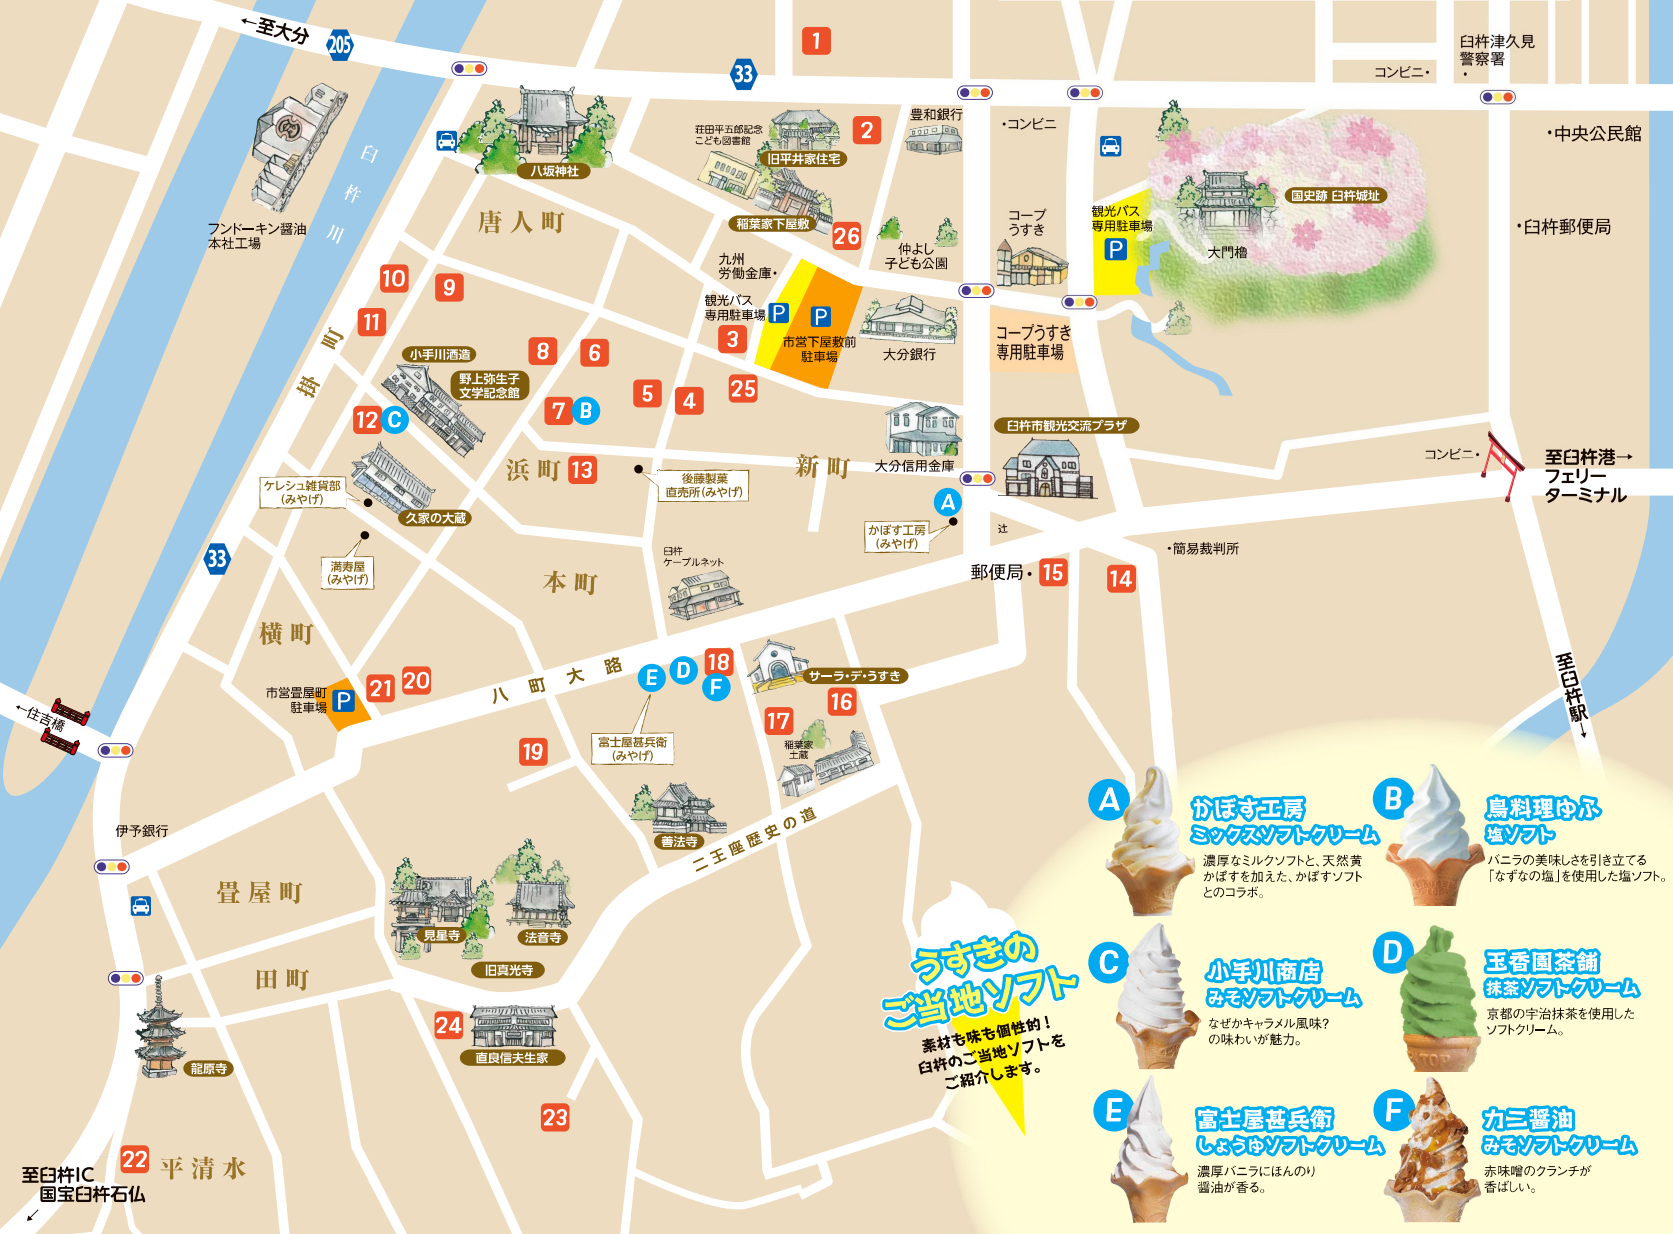 ←至大分
205
33
1
臼杵津久見
警察署
コンビニ・
・コンビニ
豊和銀行
荘田平五郎記念
こども図書館
2
旧平井家住宅
・中央公民館
八坂神社
臼杵川
フンドーキン醤油
本社工場
唐人町
稲葉家下屋敷
26
仲よし
子ども公園
コープ
うすき
観光バス
専用駐車場
P
国史跡 臼杵城址
大門櫓
・臼杵郵便局
九州
労働金庫・
観光バス
専用駐車場
P
P
市営下屋敷前
駐車場
大分銀行
コープうすき
専用駐車場
10
9
11
掛町
3
小手川酒造
野上弥生子
文学記念館
8
6
5
4
25
12
C
7
B
臼杵市観光交流プラザ
大分信用金庫
浜町
13
新町
後藤製菓
直売所(みやげ)
コンビニ・
至臼杵港→
フェリー
ターミナル
ケレシュ雑貨部
(みやげ)
久家の大蔵
A
かぼす工房
(みやげ)
辻
・簡易裁判所
33
満寿屋
(みやげ)
本町
臼杵
ケーブルネット
郵便局・
15
14
横町
八町大路
E
D
18
F
サーラ・デ・うすき
16
17
稲葉家
土蔵
市営畳屋町
駐車場
P
21
20
←住吉橋
至臼杵駅→
19
富士屋甚兵衛
(みやげ)
善法寺
二王座歴史の道
伊予銀行
畳屋町
見星寺
法音寺
旧真光寺
田町
24
直良信夫生家
龍原寺
23
22
平清水
至臼杵IC
国宝臼杵石仏
うすきの
ご当地ソフト
素材も味も個性的!
臼杵のご当地ソフトを
ご紹介します。
A
かぼす工房
ミックスソフトクリーム
濃厚なミルクソフトと、天然黄
かぼすを加えた、かぼすソフト
とのコラボ。
B
鳥料理ゆふ
塩ソフト
バニラの美味しさを引き立てる
「なずなの塩」を使用した塩ソフト。
C
小手川商店
みそソフトクリーム
なぜかキャラメル風味?
の味わいが魅力。
D
玉香園茶舗
抹茶ソフトクリーム
京都の宇治抹茶を使用した
ソフトクリーム。
E
富士屋甚兵衛
しょうゆソフトクリーム
濃厚バニラにほんのり
醤油が香る。
F
カニ醤油
みそソフトクリーム
赤味噌のクランチが
香ばしい。